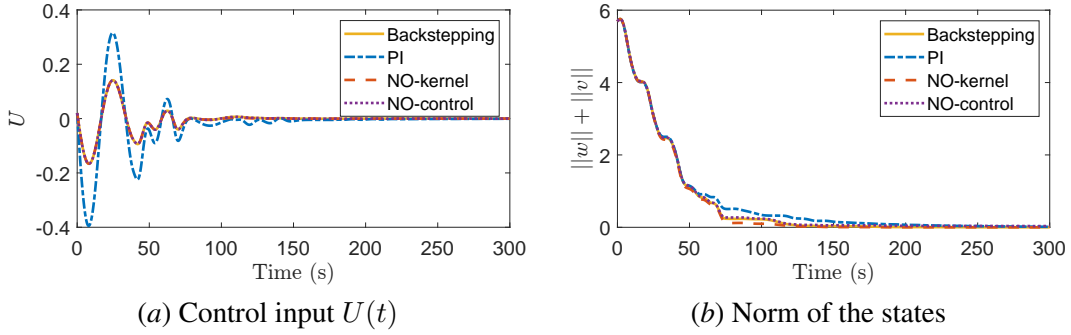 0.4
0.2
0
-0.2
-0.4
U
0 50 100 150 200 250 300
Time (s)
Backstepping
PI
NO-kernel
NO-control
(a) Control input U(t)
6
4
2
0
||w|| + ||v||
0 50 100 150 200 250 300
Time (s)
Backstepping
PI
NO-kernel
NO-control
(b) Norm of the states